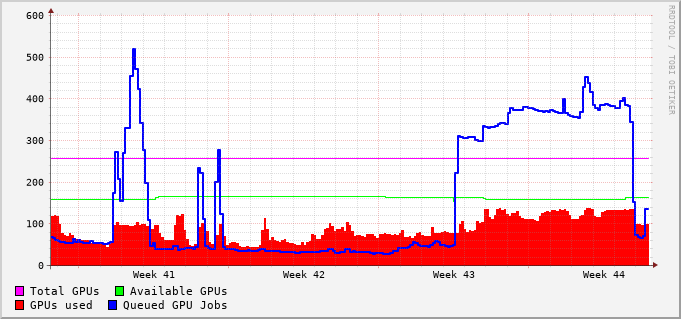 600
500
400
300
200
100
0
Week 41 Week 42 Week 43 Week 44
Total GPUs Available GPUs
GPUs used Queued GPU Jobs
RRDTOOL / TOBI OETIKER